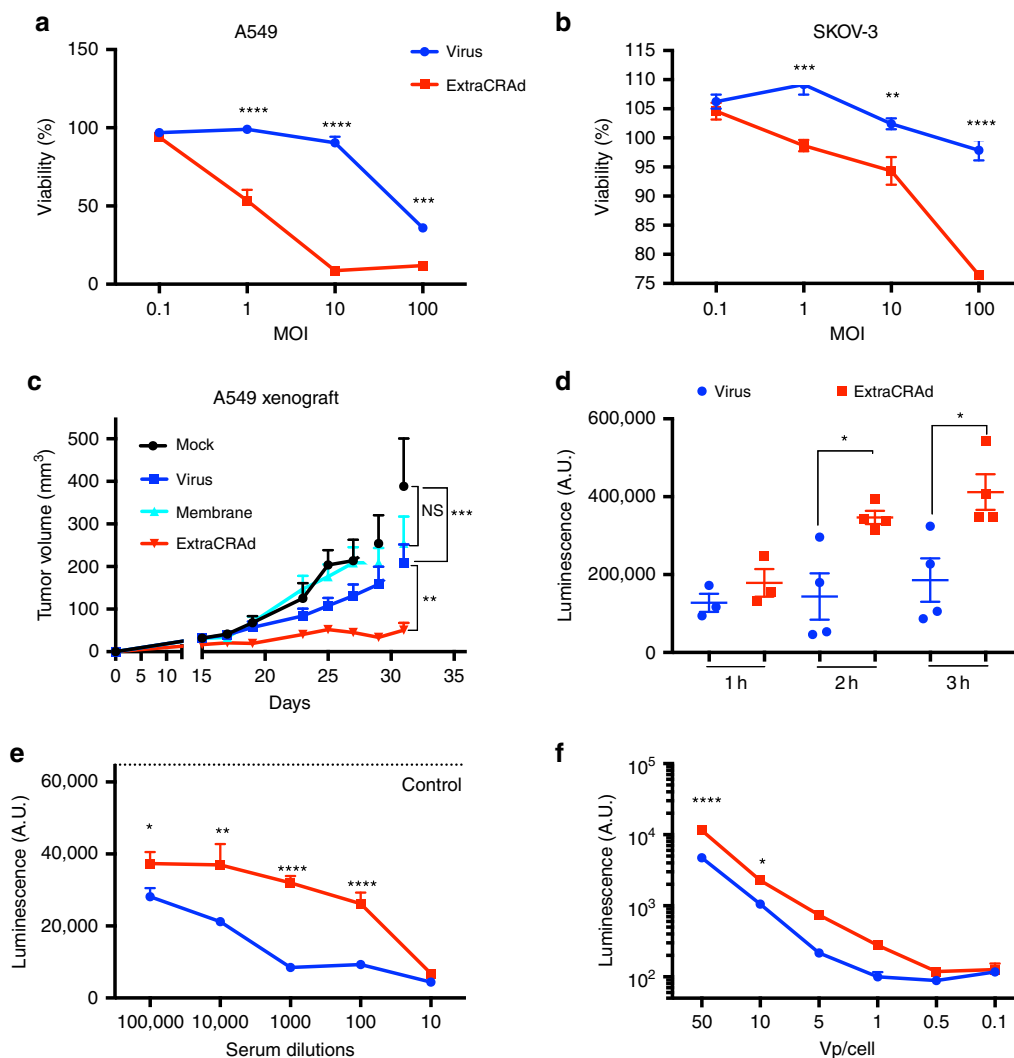 a
A549
150
100
50
0
Viability (%)
0.1 1 10 100
MOI
Virus
ExtraCRAd
****
****
***
b
SKOV-3
115
110
105
100
95
90
85
80
75
Viability (%)
0.1 1 10 100
MOI
***
**
****
c
A549 xenograft
500
400
300
200
100
0
Tumor volume (mm³)
0 5 10 15 20 25 30 35
Days
Mock
Virus
Membrane
ExtraCRAd
NS
***
**
d
Virus
ExtraCRAd
600,000
400,000
200,000
0
Luminescence (A.U.)
1 h 2 h 3 h
*
*
e
60,000
40,000
20,000
0
Luminescence (A.U.)
Control
*
**
****
****
100,000 10,000 1000 100 10
Serum dilutions
f
10⁵
10⁴
10³
10²
Luminescence (A.U.)
****
*
50 10 5 1 0.5 0.1
Vp/cell